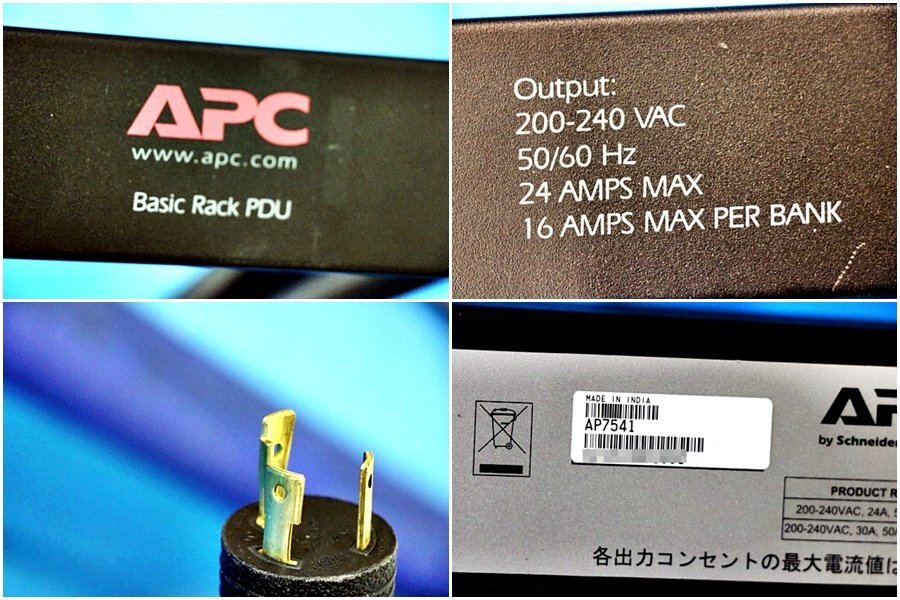 APC
www.apc.com
Basic Rack PDU
Output:
200-240 VAC
50/60 Hz
24 AMPS MAX
16 AMPS MAX PER BANK
MADE IN INDIA
AP7541
AP
by Schneider
PRODUCT R
200-240VAC, 24A, 5
200-240VAC, 30A, 50/
各出力コンセントの最大電流値は